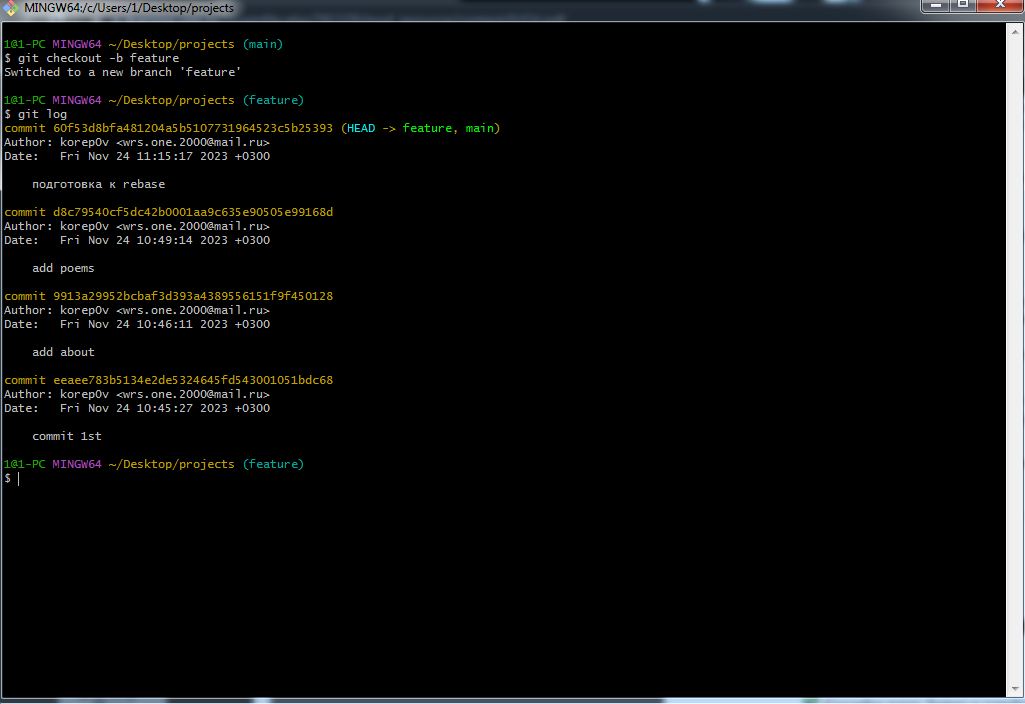 MINGW64:/c/Users/1/Desktop/projects
1@1-PC MINGW64 ~/Desktop/projects (main)
$ git checkout -b feature
Switched to a new branch 'feature'
1@1-PC MINGW64 ~/Desktop/projects (feature)
$ git log
commit 60f53d8bfa481204a5b5107731964523c5b25393 (HEAD -> feature, main)
Author: korep0v <wrs.one.2000@mail.ru>
Date:   Fri Nov 24 11:15:17 2023 +0300
подготовка к rebase
commit d8c79540cf5dc42b0001aa9c635e90505e99168d
Author: korep0v <wrs.one.2000@mail.ru>
Date:   Fri Nov 24 10:49:14 2023 +0300
add poems
commit 9913a29952bcbaf3d393a4389556151f9f450128
Author: korep0v <wrs.one.2000@mail.ru>
Date:   Fri Nov 24 10:46:11 2023 +0300
add about
commit eeaee783b5134e2de5324645fd543001051bdc68
Author: korep0v <wrs.one.2000@mail.ru>
Date:   Fri Nov 24 10:45:27 2023 +0300
commit 1st
1@1-PC MINGW64 ~/Desktop/projects (feature)
$